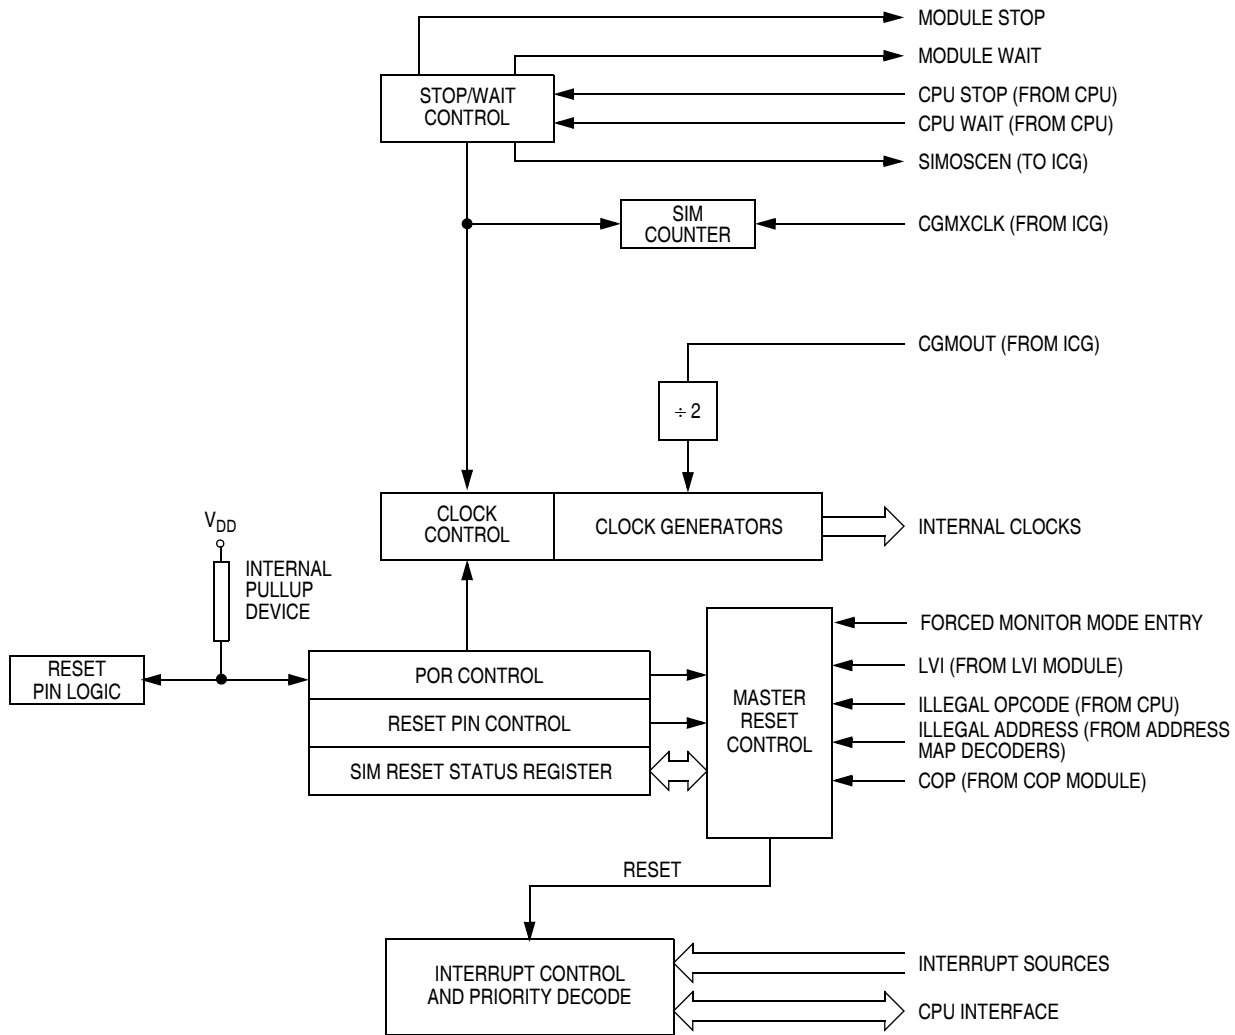 MODULE STOP
MODULE WAIT
STOP/WAIT
CONTROL
CPU STOP (FROM CPU)
CPU WAIT (FROM CPU)
SIMOSCEN (TO ICG)
SIM
COUNTER
CGMXCLK (FROM ICG)
CGMOUT (FROM ICG)
÷ 2
CLOCK
CONTROL
CLOCK GENERATORS
INTERNAL CLOCKS
VDD
INTERNAL
PULLUP
DEVICE
RESET
PIN LOGIC
POR CONTROL
RESET PIN CONTROL
SIM RESET STATUS REGISTER
MASTER
RESET
CONTROL
FORCED MONITOR MODE ENTRY
LVI (FROM LVI MODULE)
ILLEGAL OPCODE (FROM CPU)
ILLEGAL ADDRESS (FROM ADDRESS
MAP DECODERS)
COP (FROM COP MODULE)
RESET
INTERRUPT CONTROL
AND PRIORITY DECODE
INTERRUPT SOURCES
CPU INTERFACE